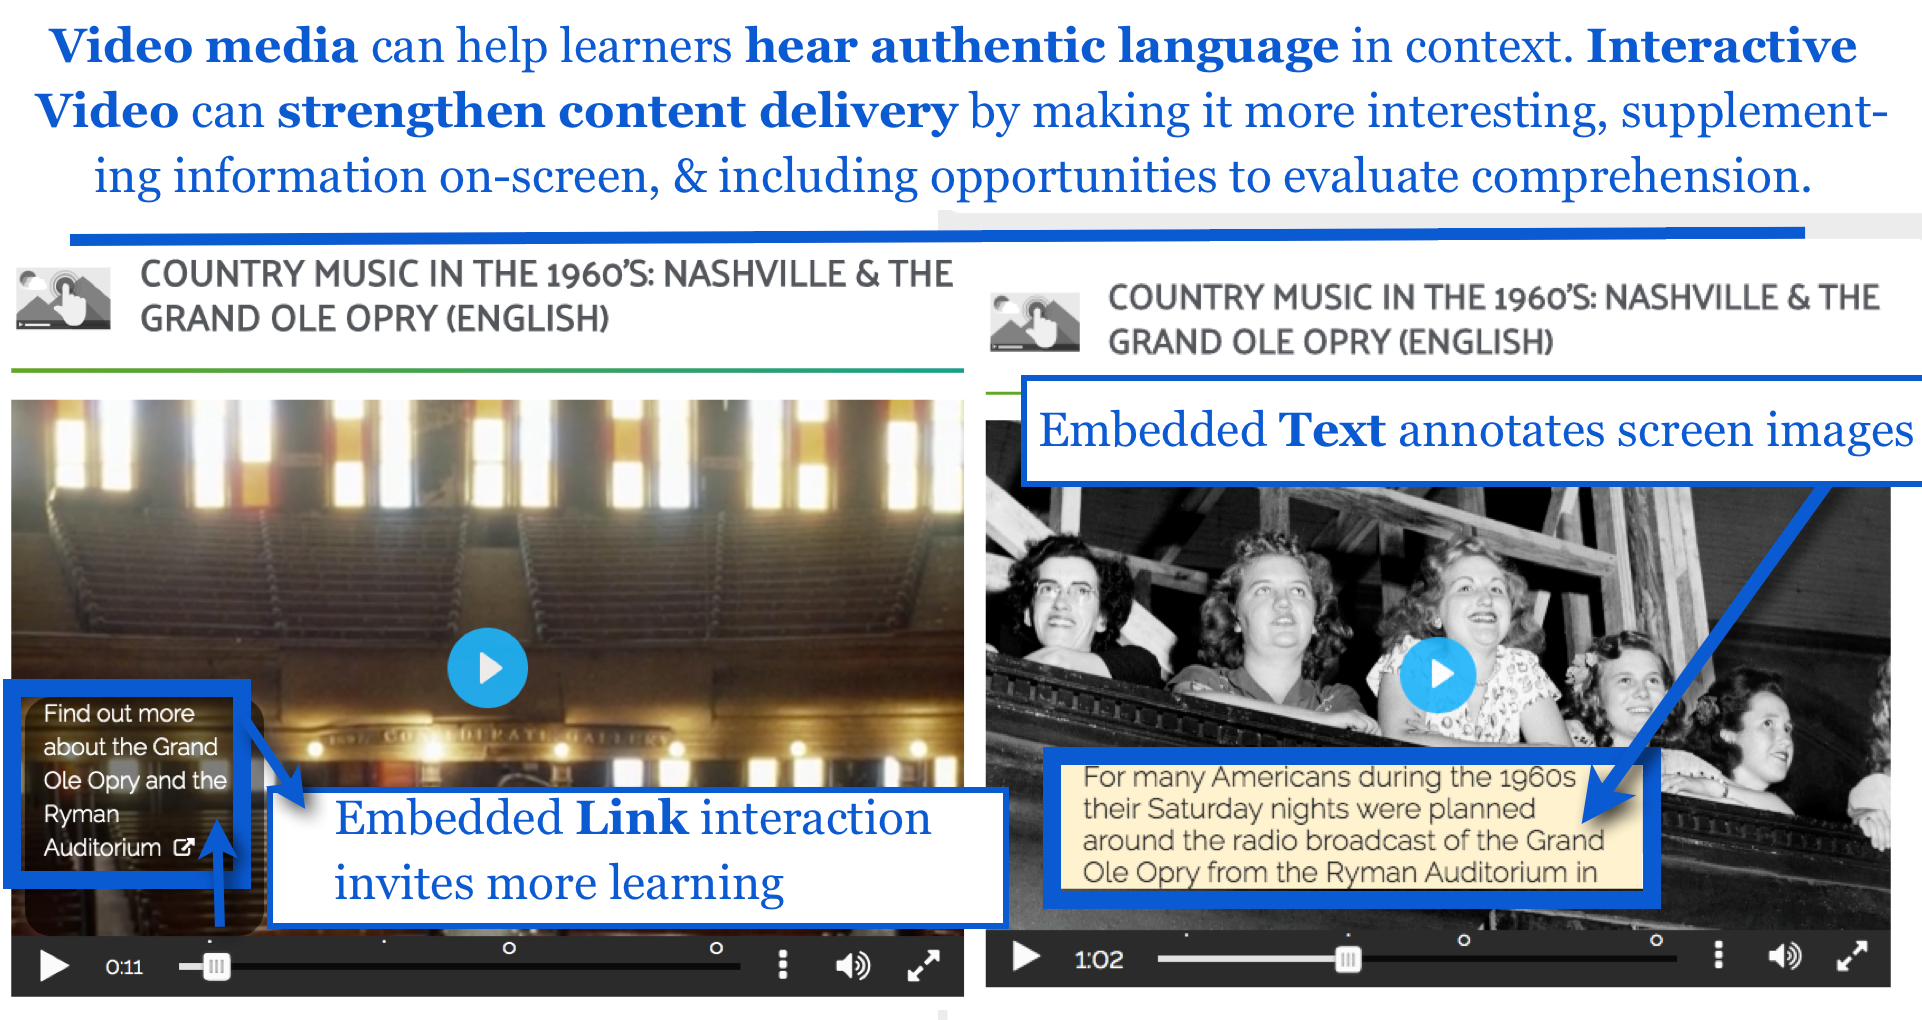 Video media can help learners hear authentic language in context. Interactive
Video can strengthen content delivery by making it more interesting, supplement-
ing information on-screen, & including opportunities to evaluate comprehension.
COUNTRY MUSIC IN THE 1960'S: NASHVILLE & THE
GRAND OLE OPRY (ENGLISH)
Find out more
about the Grand
Ole Opry and the
Ryman
Auditorium
1897 CONFEDERATE GALLERY
Embedded Link interaction
invites more learning
0:11
COUNTRY MUSIC IN THE 1960'S: NASHVILLE & THE
GRAND OLE OPRY (ENGLISH)
Embedded Text annotates screen images
For many Americans during the 1960s
their Saturday nights were planned
around the radio broadcast of the Grand
Ole Opry from the Ryman Auditorium in
1:02